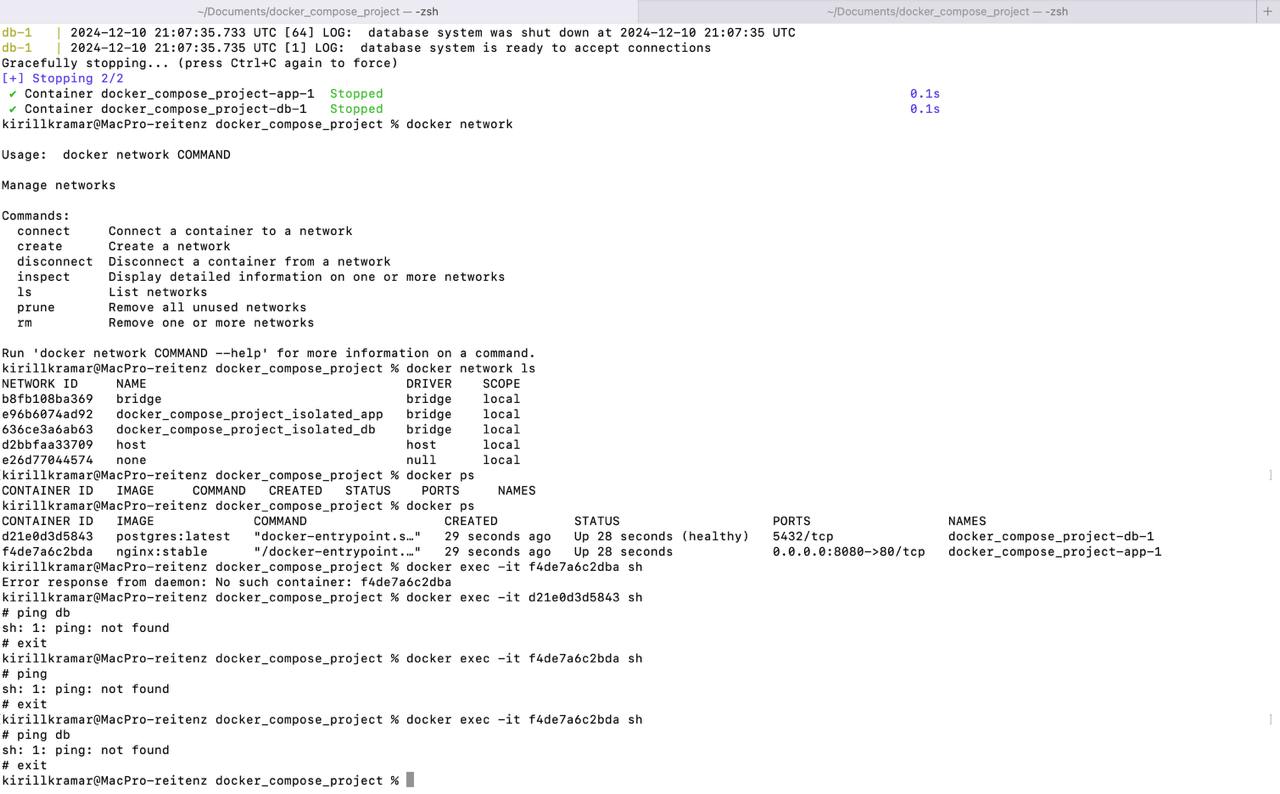 ~/Documents/docker_compose_project — -zsh
~/Documents/docker_compose_project — -zsh
+
db-1   | 2024-12-10 21:07:35.733 UTC [64] LOG:  database system was shut down at 2024-12-10 21:07:35 UTC
db-1   | 2024-12-10 21:07:35.735 UTC [1] LOG:  database system is ready to accept connections
Gracefully stopping... (press Ctrl+C again to force)
[+] Stopping 2/2
 ✔ Container docker_compose_project-app-1  Stopped                                                                     0.1s
 ✔ Container docker_compose_project-db-1   Stopped                                                                     0.1s
kirillkramar@MacPro-reitenz docker_compose_project % docker network

Usage:  docker network COMMAND

Manage networks

Commands:
  connect     Connect a container to a network
  create      Create a network
  disconnect  Disconnect a container from a network
  inspect     Display detailed information on one or more networks
  ls          List networks
  prune       Remove all unused networks
  rm          Remove one or more networks

Run 'docker network COMMAND --help' for more information on a command.
kirillkramar@MacPro-reitenz docker_compose_project % docker network ls
NETWORK ID     NAME                                  DRIVER    SCOPE
b8fb108ba369   bridge                                bridge    local
e96b6074ad92   docker_compose_project_isolated_app   bridge    local
636ce3a6ab63   docker_compose_project_isolated_db    bridge    local
d2bbfaa33709   host                                  host      local
e26d77044574   none                                  null      local
kirillkramar@MacPro-reitenz docker_compose_project % docker ps
CONTAINER ID   IMAGE     COMMAND   CREATED   STATUS    PORTS     NAMES
kirillkramar@MacPro-reitenz docker_compose_project % docker ps
CONTAINER ID   IMAGE             COMMAND                  CREATED          STATUS                    PORTS                  NAMES
d21e0d3d5843   postgres:latest   "docker-entrypoint.s…"   29 seconds ago   Up 28 seconds (healthy)   5432/tcp               docker_compose_project-db-1
f4de7a6c2bda   nginx:stable      "/docker-entrypoint.…"   29 seconds ago   Up 28 seconds             0.0.0.0:8080->80/tcp   docker_compose_project-app-1
kirillkramar@MacPro-reitenz docker_compose_project % docker exec -it f4de7a6c2dba sh
Error response from daemon: No such container: f4de7a6c2dba
kirillkramar@MacPro-reitenz docker_compose_project % docker exec -it d21e0d3d5843 sh
# ping db
sh: 1: ping: not found
# exit
kirillkramar@MacPro-reitenz docker_compose_project % docker exec -it f4de7a6c2bda sh
# ping
sh: 1: ping: not found
# exit
kirillkramar@MacPro-reitenz docker_compose_project % docker exec -it f4de7a6c2bda sh
# ping db
sh: 1: ping: not found
# exit
kirillkramar@MacPro-reitenz docker_compose_project %